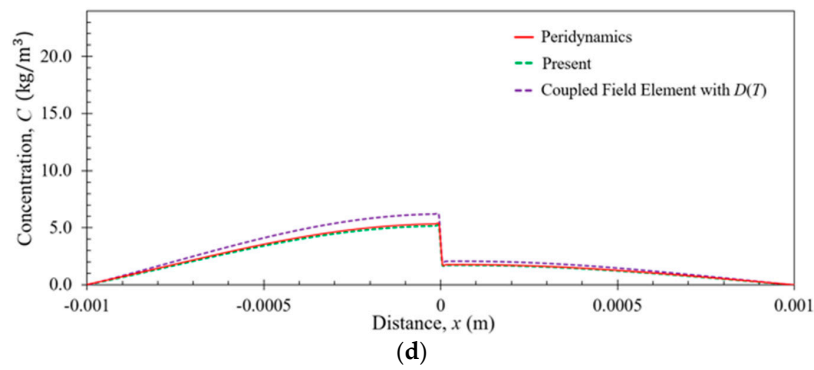 Concentration, C (kg/m³)
20.0
15.0
10.0
5.0
0.0
Peridynamics
Present
Coupled Field Element with D(T)
-0.001
-0.0005
0
0.0005
0.001
Distance, x (m)
(d)